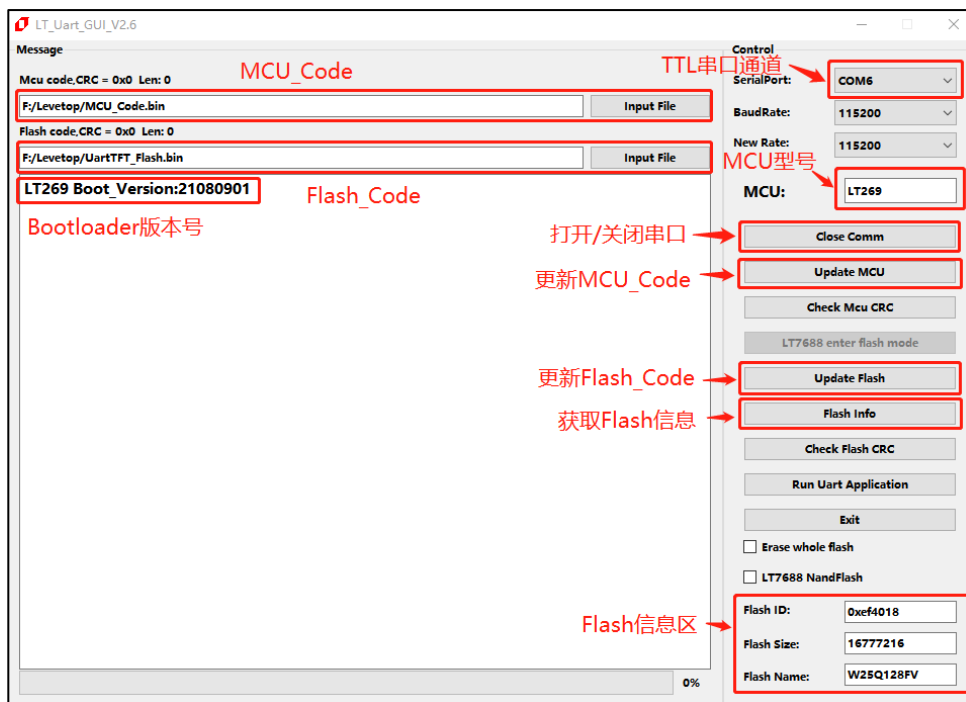 LT_Uart_GUI_V2.6
Message
Mcu code,CRC = 0x0 Len: 0
MCU_Code
F:/Levetop/MCU_Code.bin
Input File
Flash code,CRC = 0x0 Len: 0
F:/Levetop/UartTFT_Flash.bin
Input File
LT269 Boot_Version:21080901
Flash_Code
Bootloader版本号
0%
Control
TTL串口通道
SerialPort:
COM6
BaudRate:
115200
New Rate:
115200
MCU型号
MCU:
LT269
打开/关闭串口
Close Comm
更新MCU_Code
Update MCU
Check Mcu CRC
LT7688 enter flash mode
更新Flash_Code
Update Flash
获取Flash信息
Flash Info
Check Flash CRC
Run Uart Application
Exit
Erase whole flash
LT7688 NandFlash
Flash信息区
Flash ID:
0xef4018
Flash Size:
16777216
Flash Name:
W25Q128FV